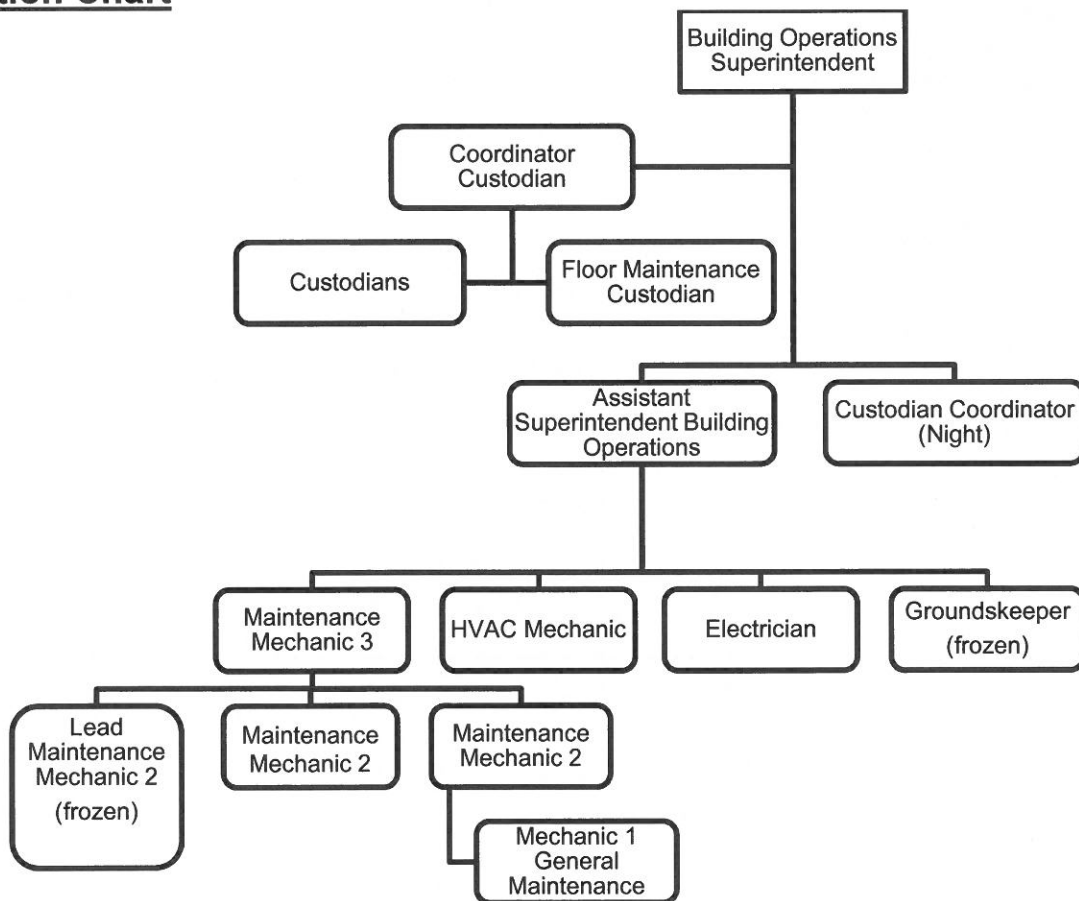 Building Operations
Superintendent
Coordinator
Custodian
Custodians
Floor Maintenance
Custodian
Assistant
Superintendent Building
Operations
Custodian Coordinator
(Night)
Maintenance
Mechanic 3
HVAC Mechanic
Electrician
Groundskeeper
(frozen)
Lead
Maintenance
Mechanic 2
(frozen)
Maintenance
Mechanic 2
Maintenance
Mechanic 2
Mechanic 1
General
Maintenance